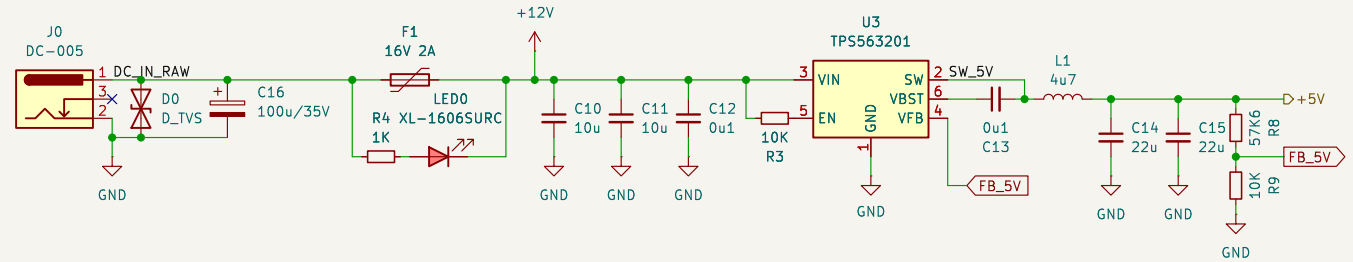 J0
DC-005
1
3
2
DC_IN_RAW
D0
D_TVS
+
C16
100u/35V
F1
16V 2A
R4
1K
LED0
XL-1606SURC
+12V
C10
10u
C11
10u
C12
0u1
10K
R3
U3
TPS563201
3
VIN
5
EN
GND
1
SW
2
VBST
6
VFB
4
SW_5V
FB_5V
0u1
C13
L1
4u7
C14
22u
C15
22u
57K6
R8
10K
R9
+5V
FB_5V
GND
GND
GND
GND
GND
GND
GND
GND